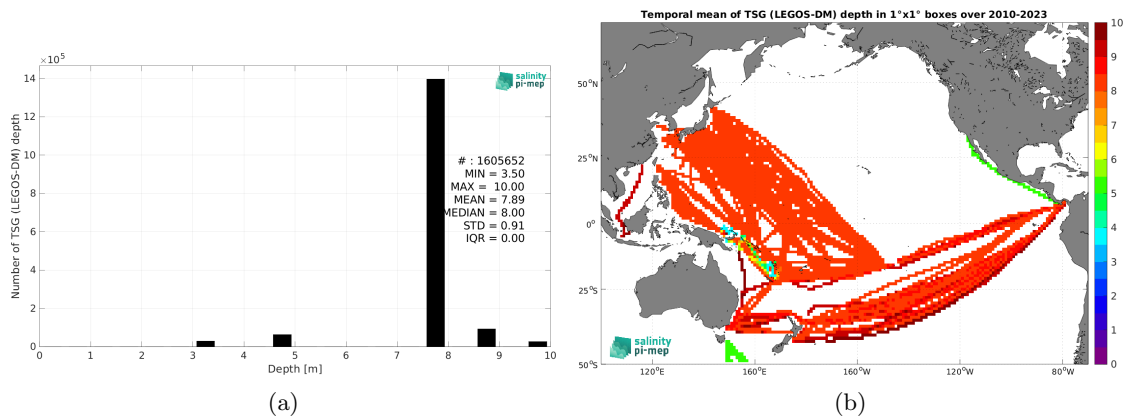 ×10⁵
14
12
10
8
6
4
2
0
Number of TSG (LEGOS-DM) depth
salinity
pi-mep
# : 1605652
MIN = 3.50
MAX = 10.00
MEAN = 7.89
MEDIAN = 8.00
STD = 0.91
IQR = 0.00
0 1 2 3 4 5 6 7 8 9 10
Depth [m]
(a)
Temporal mean of TSG (LEGOS-DM) depth in 1°x1° boxes over 2010-2023
50°N
25°N
0°
25°S
50°S
120°E 160°E 160°W 120°W 80°W
salinity
pi-mep
10
9
8
7
6
5
4
3
2
1
0
(b)